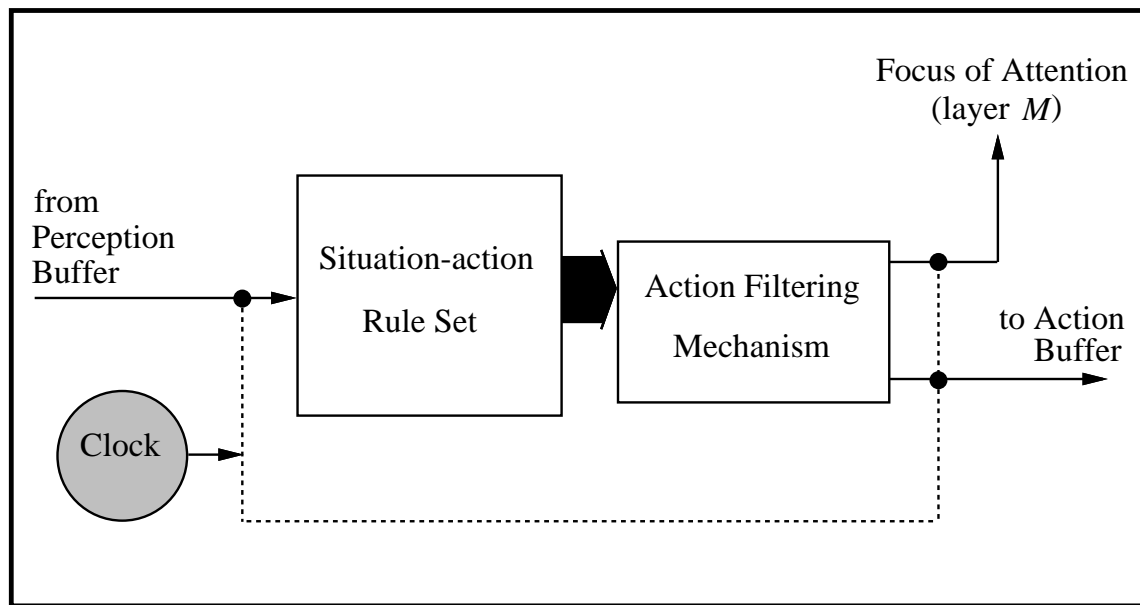 Focus of Attention
(layer M)
from
Perception
Buffer
Situation-action
Rule Set
Action Filtering
Mechanism
to Action
Buffer
Clock